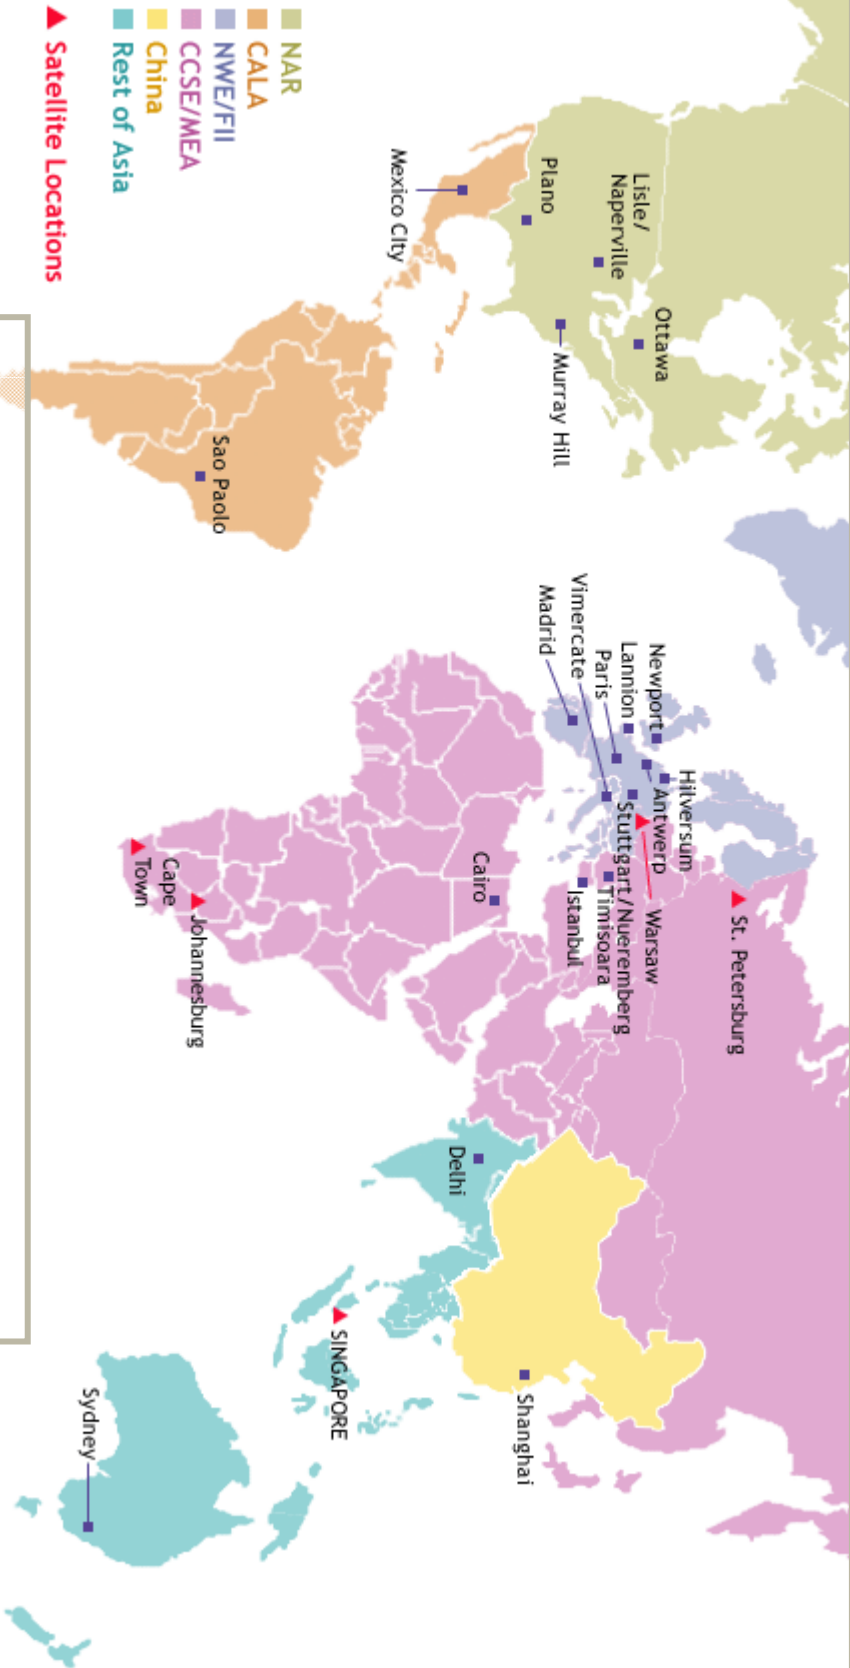 NAR
CALA
NWE/FII
CCSE/MEA
China
Rest of Asia
Satellite Locations
Ottawa
Lisle/
Naperville
Plano
Murray Hill
Mexico CIty
Sao Paolo
Newport
Lannion
Paris
Vimercate
Madrid
Hilversum
Antwerp
Stuttgart/Nueremberg
Warsaw
Timisoara
Istanbul
St. Petersburg
Cairo
Cape
Town
Johannesburg
Delhi
Shanghai
SINGAPORE
Sydney